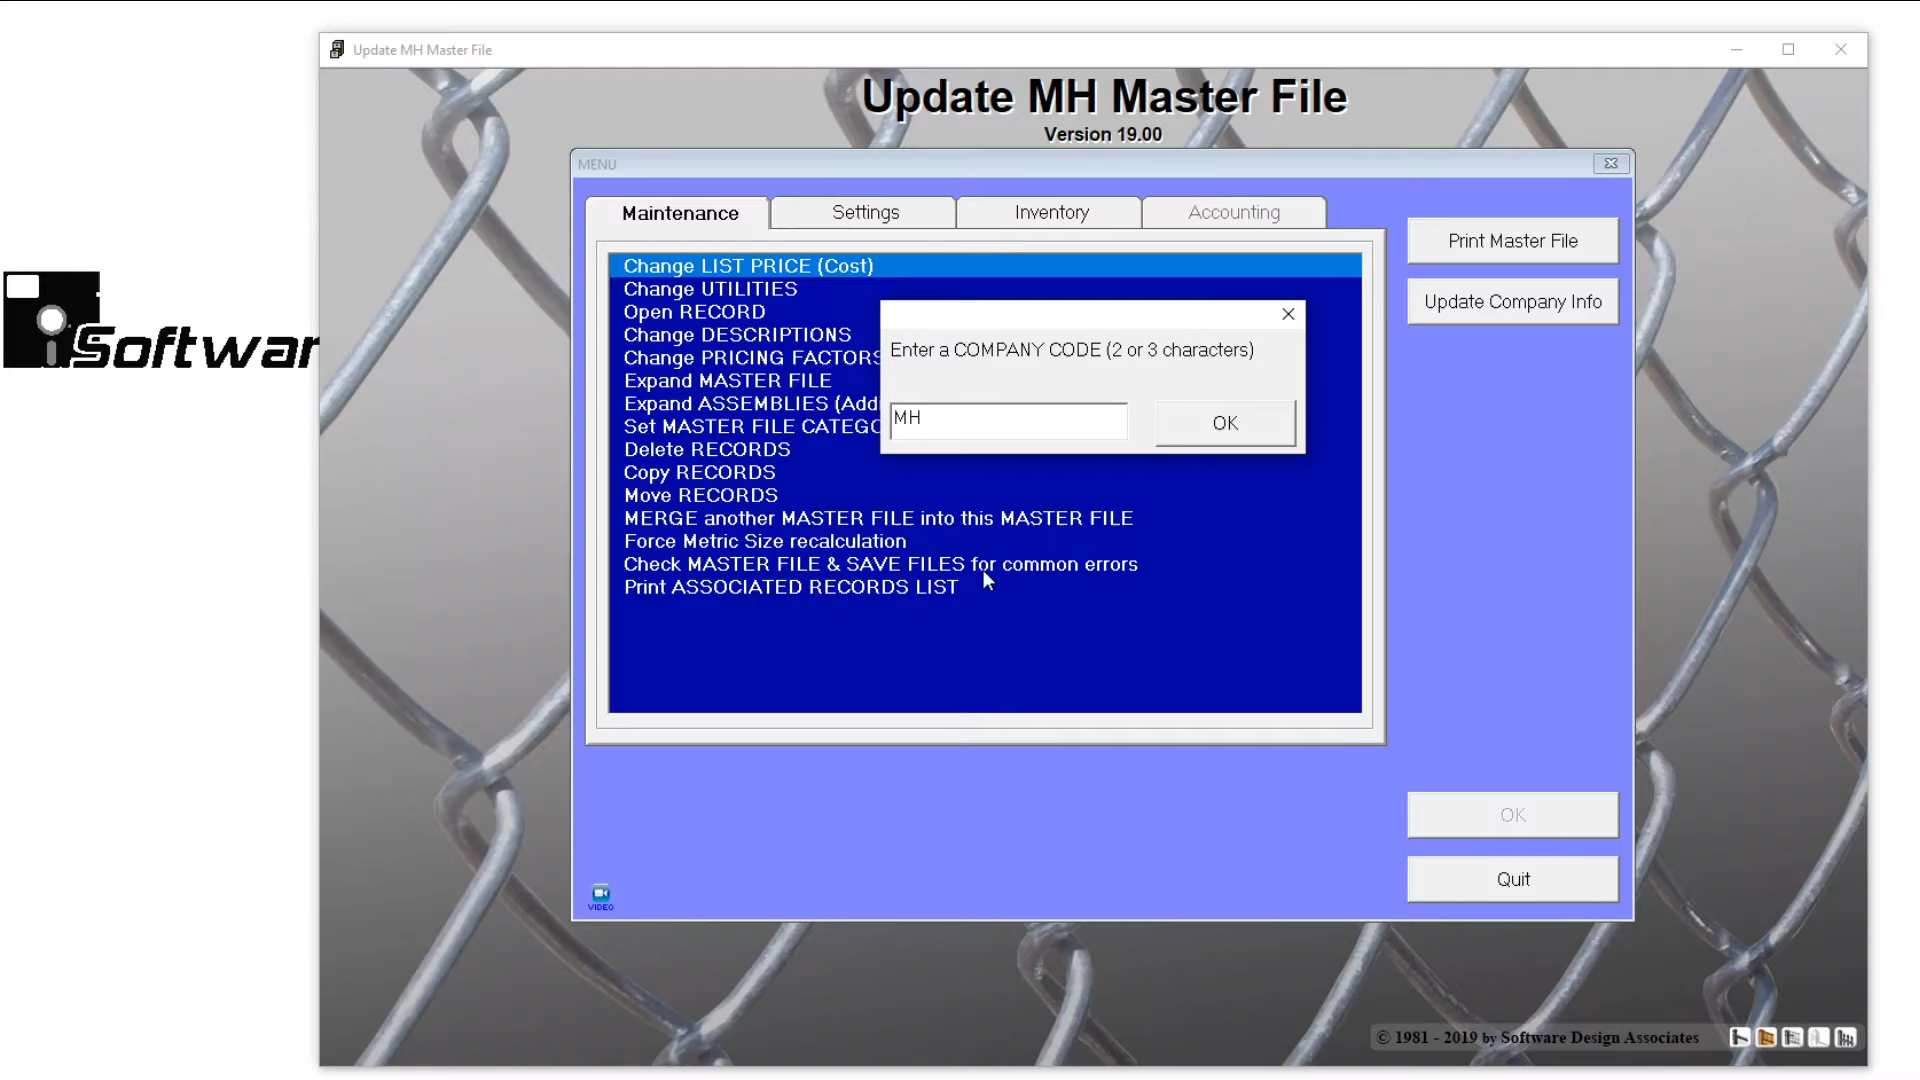 Update MH Master File
Update MH Master File
Version 19.00
MENU
Maintenance
Settings
Inventory
Accounting
Print Master File
Update Company Info
Change LIST PRICE (Cost)
Change UTILITIES
Open RECORD
Change DESCRIPTIONS
Change PRICING FACTORS
Expand MASTER FILE
Expand ASSEMBLIES (Add
Set MASTER FILE CATEGO
Delete RECORDS
Copy RECORDS
Move RECORDS
MERGE another MASTER FILE into this MASTER FILE
Force Metric Size recalculation
Check MASTER FILE & SAVE FILES for common errors
Print ASSOCIATED RECORDS LIST
Enter a COMPANY CODE (2 or 3 characters)
MH
OK
Softwar
OK
Quit
VIDEO
© 1981 - 2019 by Software Design Associates